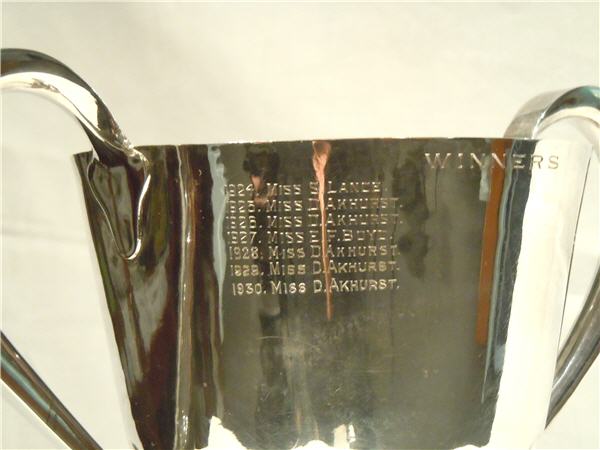 WINNERS
1924. MISS S. LANCE.
1925. MISS D. AKHURST.
1926. MISS D. AKHURST.
1927. MISS E.F. BOYD.
1928. MISS D. AKHURST.
1929. MISS D. AKHURST.
1930. MISS D. AKHURST.